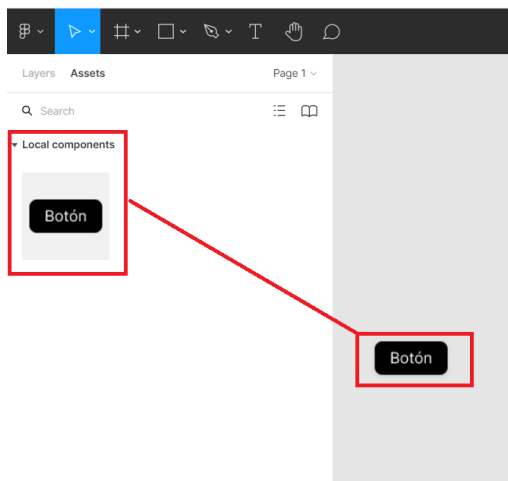 Layers Assets Page 1
Search
Local components
Botón
Botón